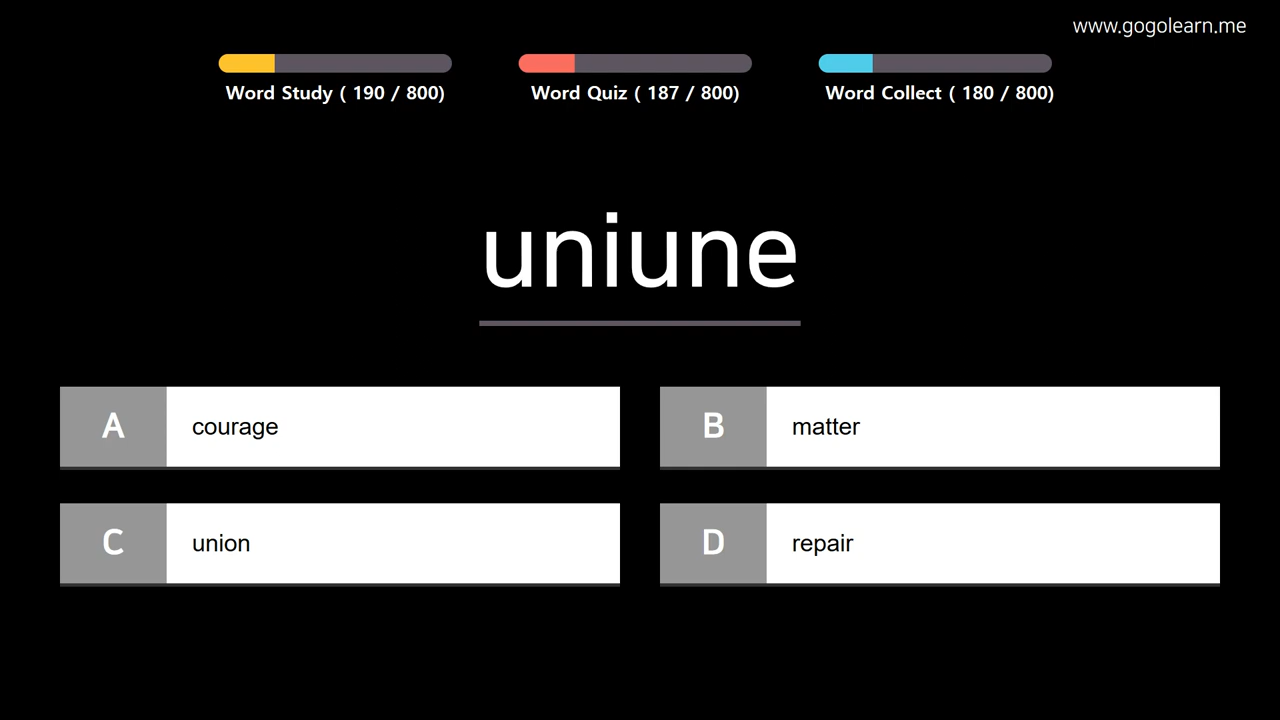 www.gogolearn.me
Word Study ( 190 / 800)
Word Quiz ( 187 / 800)
Word Collect ( 180 / 800)
uniune
A courage
B matter
C union
D repair